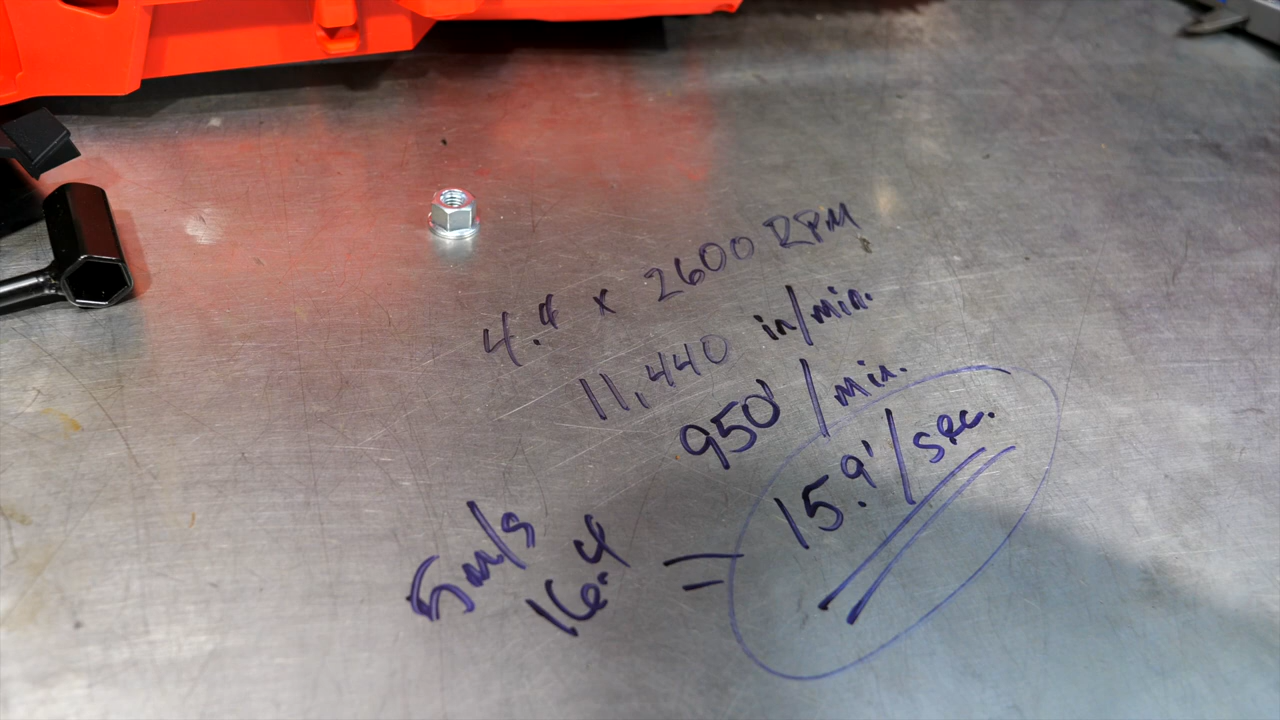 4.4 x 2600 RPM
11,440 in/min.
950'/min.
15.9'/sec.
5m/s
16.4 =